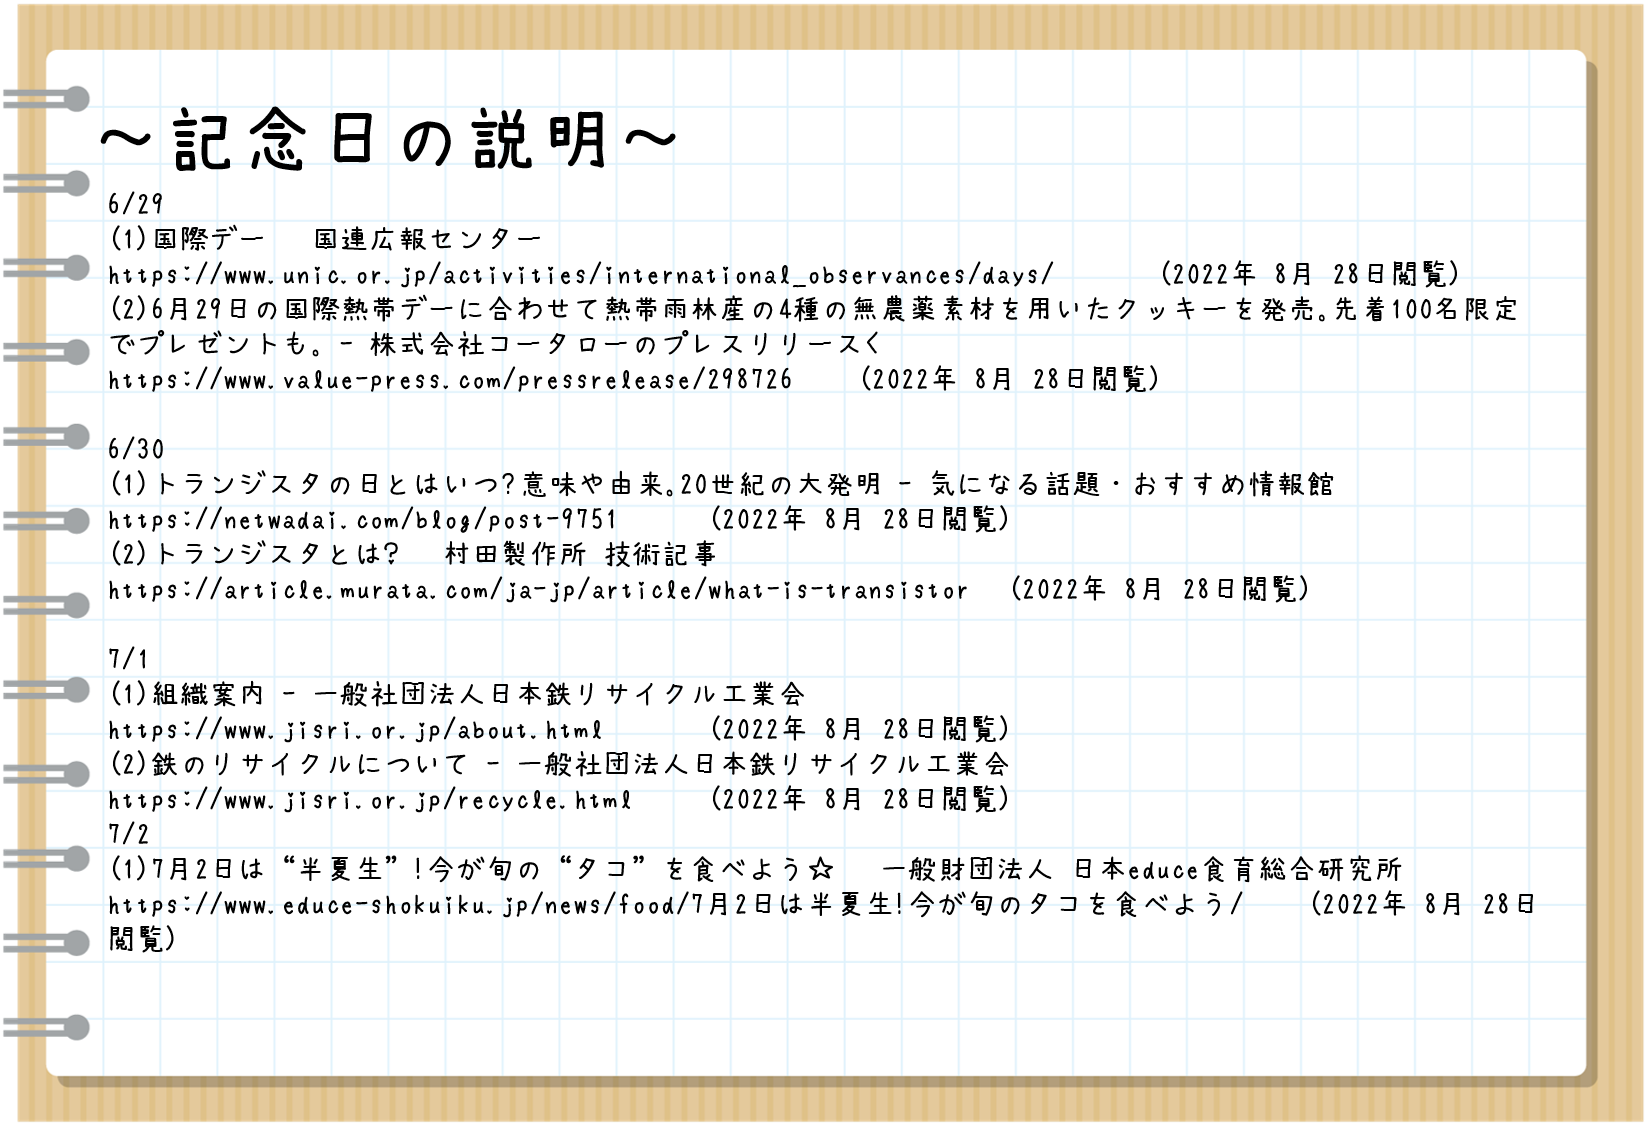 ～記念日の説明～
6/29
(1)国際デー　国連広報センター
https://www.unic.or.jp/activities/international_observances/days/　　(2022年 8月 28日閲覧)
(2)6月29日の国際熱帯デーに合わせて熱帯雨林産の4種の無農薬素材を用いたクッキーを発売。先着100名限定
でプレゼントも。 - 株式会社コータローのプレスリリースく
https://www.value-press.com/pressrelease/298726　　(2022年 8月 28日閲覧)
6/30
(1)トランジスタの日とはいつ?意味や由来。20世紀の大発明 - 気になる話題・おすすめ情報館
https://netwadai.com/blog/post-9751　　(2022年 8月 28日閲覧)
(2)トランジスタとは?　村田製作所 技術記事
https://article.murata.com/ja-jp/article/what-is-transistor　(2022年 8月 28日閲覧)
7/1
(1)組織案内 - 一般社団法人日本鉄リサイクル工業会
https://www.jisri.or.jp/about.html　　(2022年 8月 28日閲覧)
(2)鉄のリサイクルについて - 一般社団法人日本鉄リサイクル工業会
https://www.jisri.or.jp/recycle.html　　(2022年 8月 28日閲覧)
7/2
(1)7月2日は“半夏生”!今が旬の“タコ”を食べよう☆　一般財団法人 日本educe食育総合研究所
https://www.educe-shokuiku.jp/news/food/7月2日は半夏生!今が旬のタコを食べよう/　　(2022年 8月 28日
閲覧)